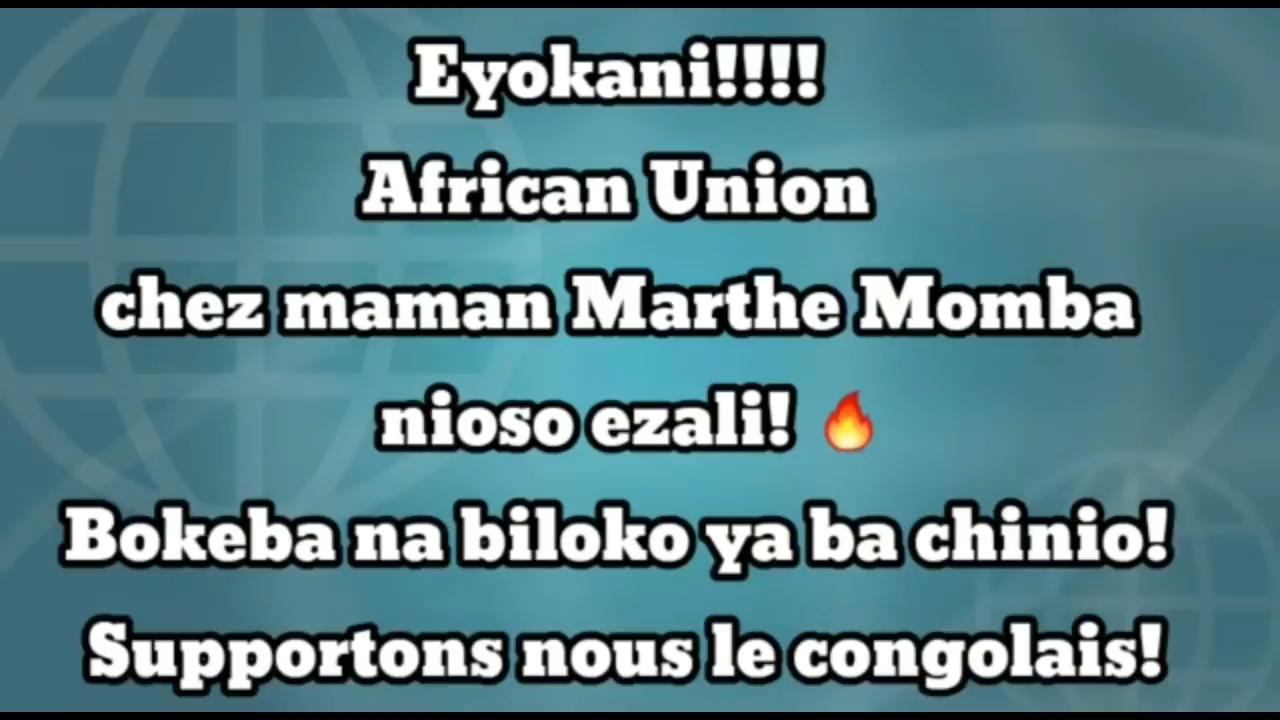 Eyokani!!!!
African Union
chez maman Marthe Momba
nioso ezali! 🔥
Bokeba na biloko ya ba chinio!
Supportons nous le congolais!